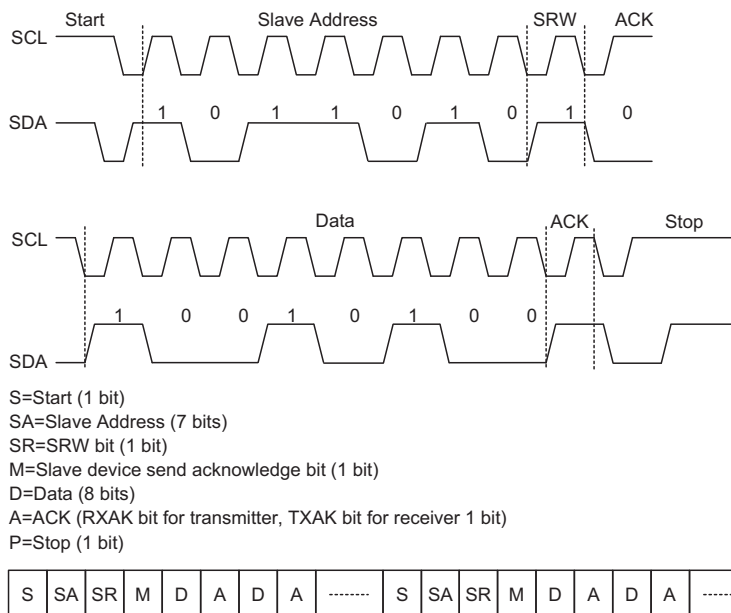 Start Slave Address SRW ACK
SCL
1 0 1 1 0 1 0 1 0
SDA
Data ACK Stop
SCL
1 0 0 1 0 1 0 0
SDA
S=Start (1 bit)
SA=Slave Address (7 bits)
SR=SRW bit (1 bit)
M=Slave device send acknowledge bit (1 bit)
D=Data (8 bits)
A=ACK (RXAK bit for transmitter, TXAK bit for receiver 1 bit)
P=Stop (1 bit)
S SA SR M D A D A -------- S SA SR M D A D A -----